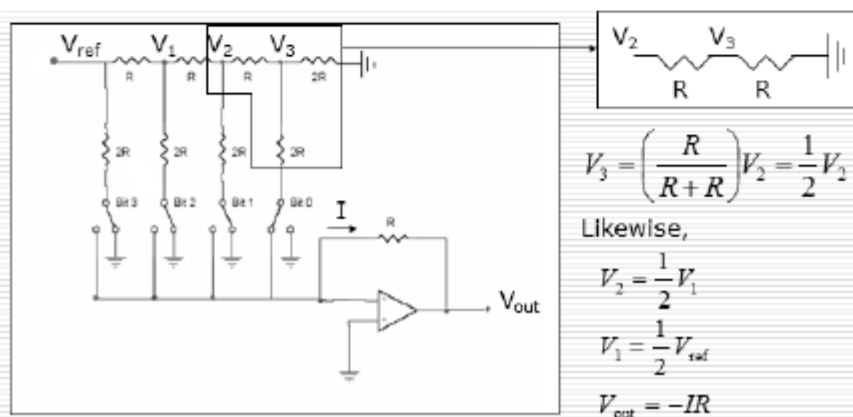 Vref V1 V2 V3
R R R 2R
2R 2R 2R 2R
Bit 3 Bit 2 Bit 1 Bit 0
I
R
Vout
V2 V3
R R
V3 = (R / (R + R)) V2 = 1/2 V2
Likewise,
V2 = 1/2 V1
V1 = 1/2 Vref
Vout = -IR